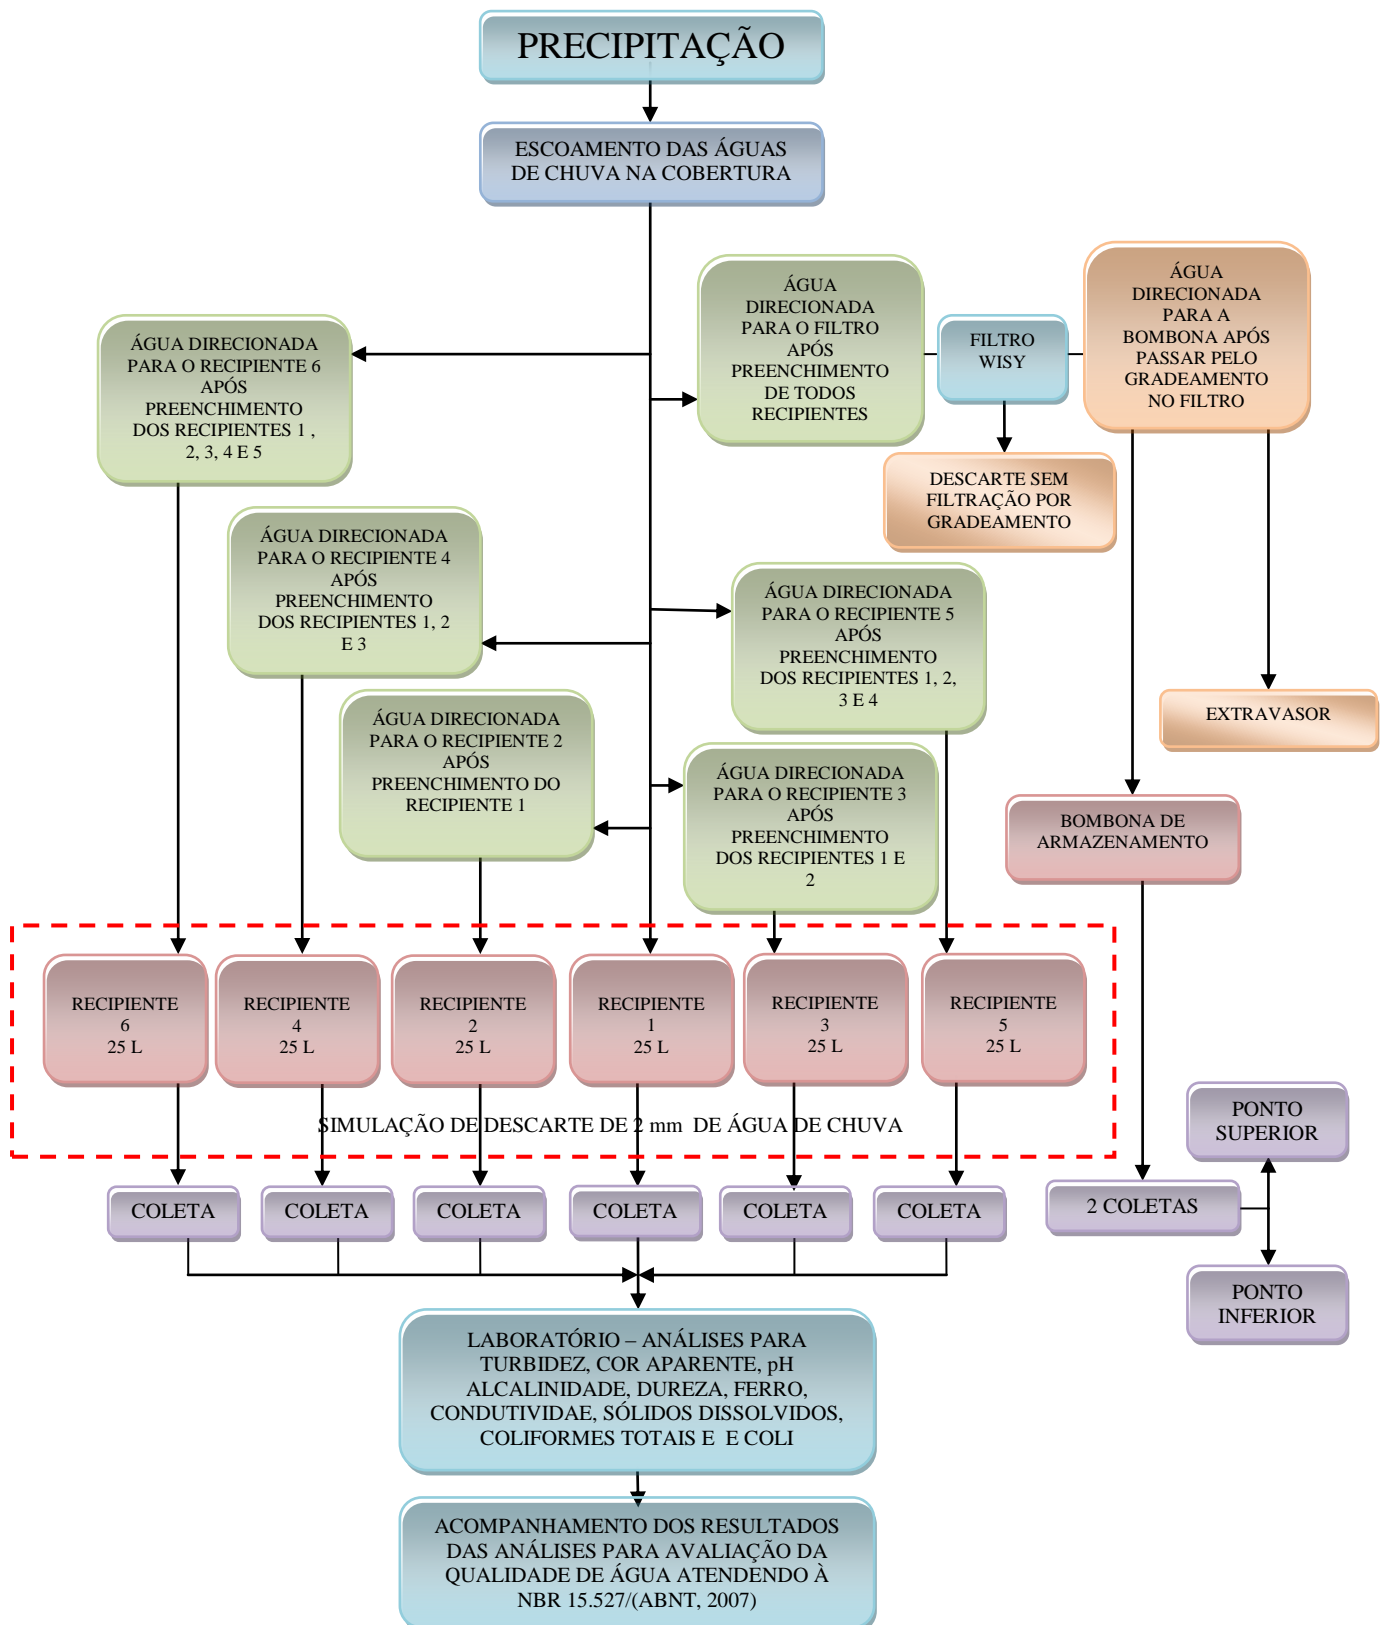 PRECIPITAÇÃO
ESCOAMENTO DAS ÁGUAS
DE CHUVA NA COBERTURA
ÁGUA
DIRECIONADA
PARA O FILTRO
APÓS
PREENCHIMENTO
DE TODOS
RECIPIENTES
FILTRO
WISY
ÁGUA
DIRECIONADA
PARA A
BOMBONA APÓS
PASSAR PELO
GRADEAMENTO
NO FILTRO
ÁGUA DIRECIONADA
PARA O RECIPIENTE 6
APÓS
PREENCHIMENTO
DOS RECIPIENTES 1 ,
2, 3, 4 E 5
DESCARTE SEM
FILTRAÇÃO POR
GRADEAMENTO
ÁGUA DIRECIONADA
PARA O RECIPIENTE 4
APÓS
PREENCHIMENTO
DOS RECIPIENTES 1, 2
E 3
ÁGUA DIRECIONADA
PARA O RECIPIENTE 5
APÓS
PREENCHIMENTO
DOS RECIPIENTES 1, 2,
3 E 4
EXTRAVASOR
ÁGUA DIRECIONADA
PARA O RECIPIENTE 2
APÓS
PREENCHIMENTO DO
RECIPIENTE 1
ÁGUA DIRECIONADA
PARA O RECIPIENTE 3
APÓS
PREENCHIMENTO
DOS RECIPIENTES 1 E
2
BOMBONA DE
ARMAZENAMENTO
RECIPIENTE
6
25 L
RECIPIENTE
4
25 L
RECIPIENTE
2
25 L
RECIPIENTE
1
25 L
RECIPIENTE
3
25 L
RECIPIENTE
5
25 L
SIMULAÇÃO DE DESCARTE DE 2 mm DE ÁGUA DE CHUVA
PONTO
SUPERIOR
COLETA
COLETA
COLETA
COLETA
COLETA
COLETA
2 COLETAS
PONTO
INFERIOR
LABORATÓRIO – ANÁLISES PARA
TURBIDEZ, COR APARENTE, pH
ALCALINIDADE, DUREZA, FERRO,
CONDUTIVIDAE, SÓLIDOS DISSOLVIDOS,
COLIFORMES TOTAIS E E COLI
ACOMPANHAMENTO DOS RESULTADOS
DAS ANÁLISES PARA AVALIAÇÃO DA
QUALIDADE DE ÁGUA ATENDENDO À
NBR 15.527/(ABNT, 2007)